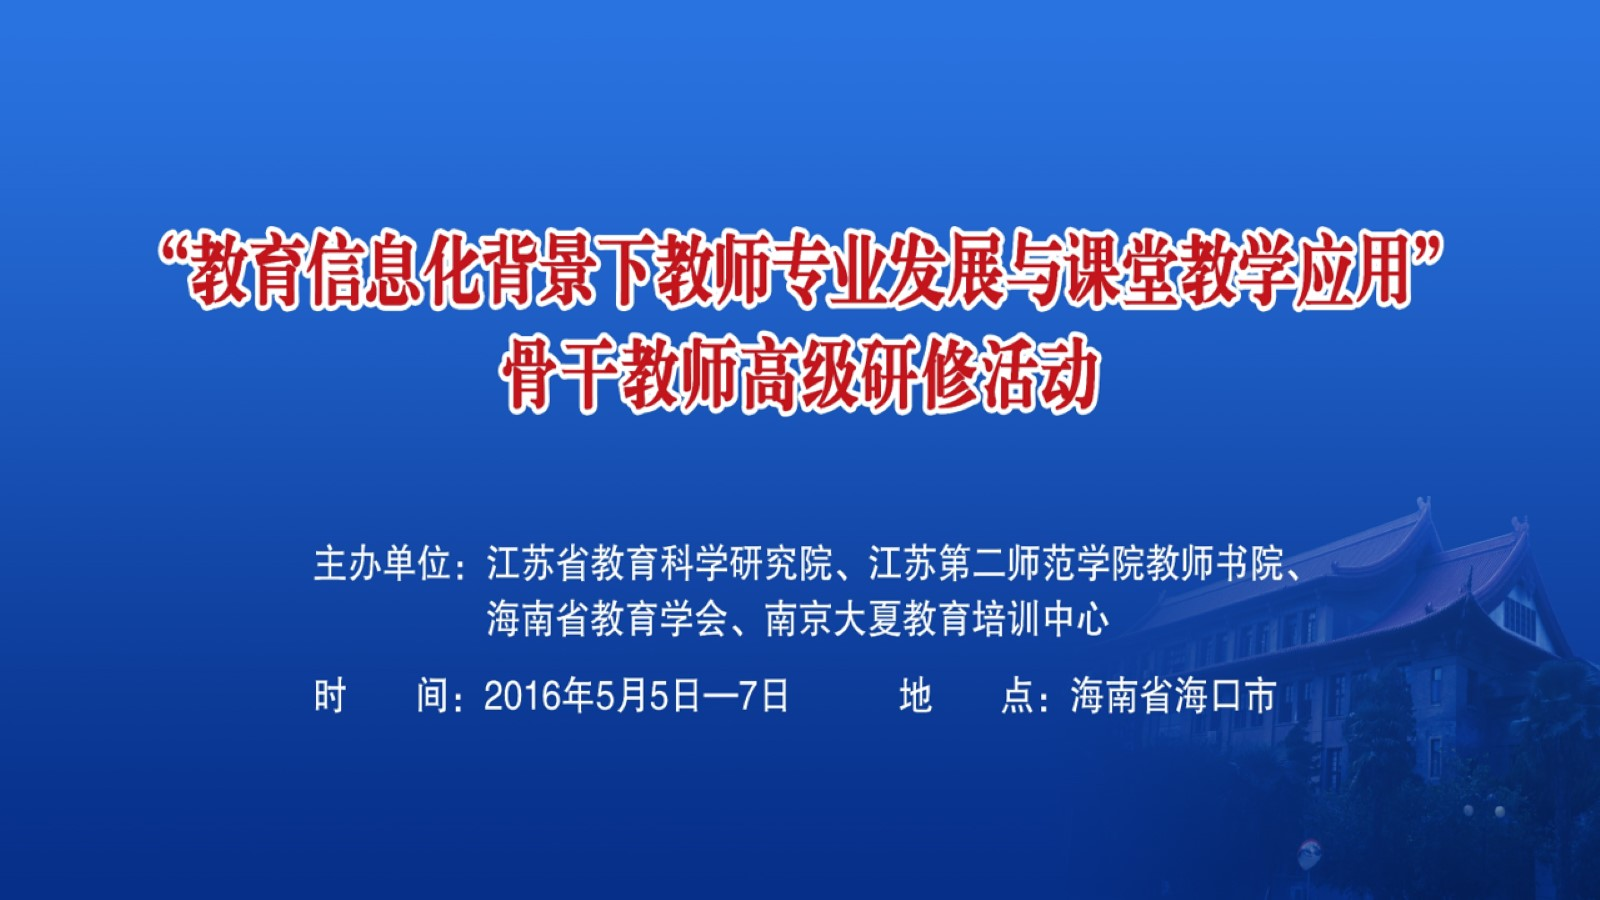 “教育信息化背景下教师专业发展与课堂教学应用”
骨干教师高级研修活动
主办单位：江苏省教育科学研究院、江苏第二师范学院教师书院、
海南省教育学会、南京大夏教育培训中心
时　　间：2016年5月5日—7日　　　地　　点：海南省海口市